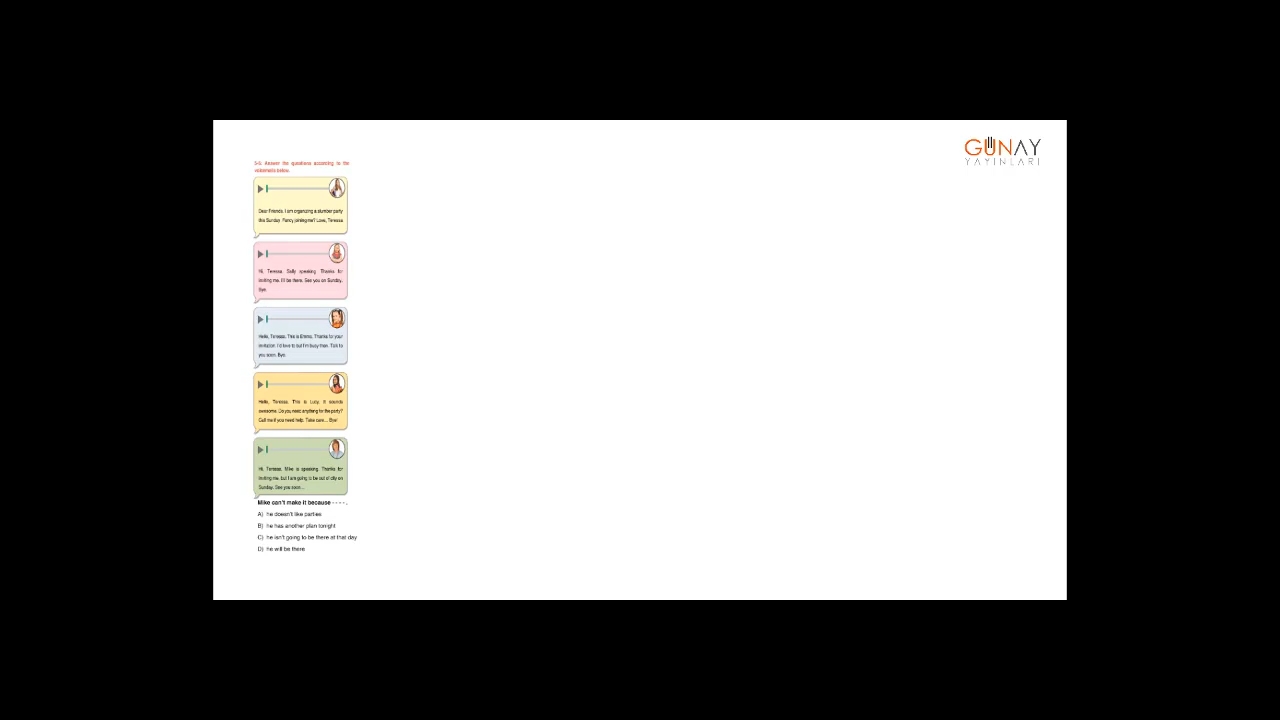 GÜNAY
YAYINLARI
5-6. Answer the questions according to the
voicemails below.
Dear Friends, I am organizing a slumber party
this Sunday. Fancy joining me? Love, Teressa
Hi, Teressa. Sally speaking. Thanks for
inviting me. I'll be there. See you on Sunday.
Bye.
Hello, Teressa. This is Emma. Thanks for your
invitation. I'd love to but I'm busy then. Talk to
you soon. Bye.
Hello, Teressa. This is Lucy. It sounds
awesome. Do you need anything for the party?
Call me if you need help. Take care... Bye!
Hi, Teressa. Mike is speaking. Thanks for
inviting me, but I am going to be out of city on
Sunday. See you soon...
Mike can't make it because - - - -.
A) he doesn't like parties
B) he has another plan tonight
C) he isn't going to be there at that day
D) he will be there